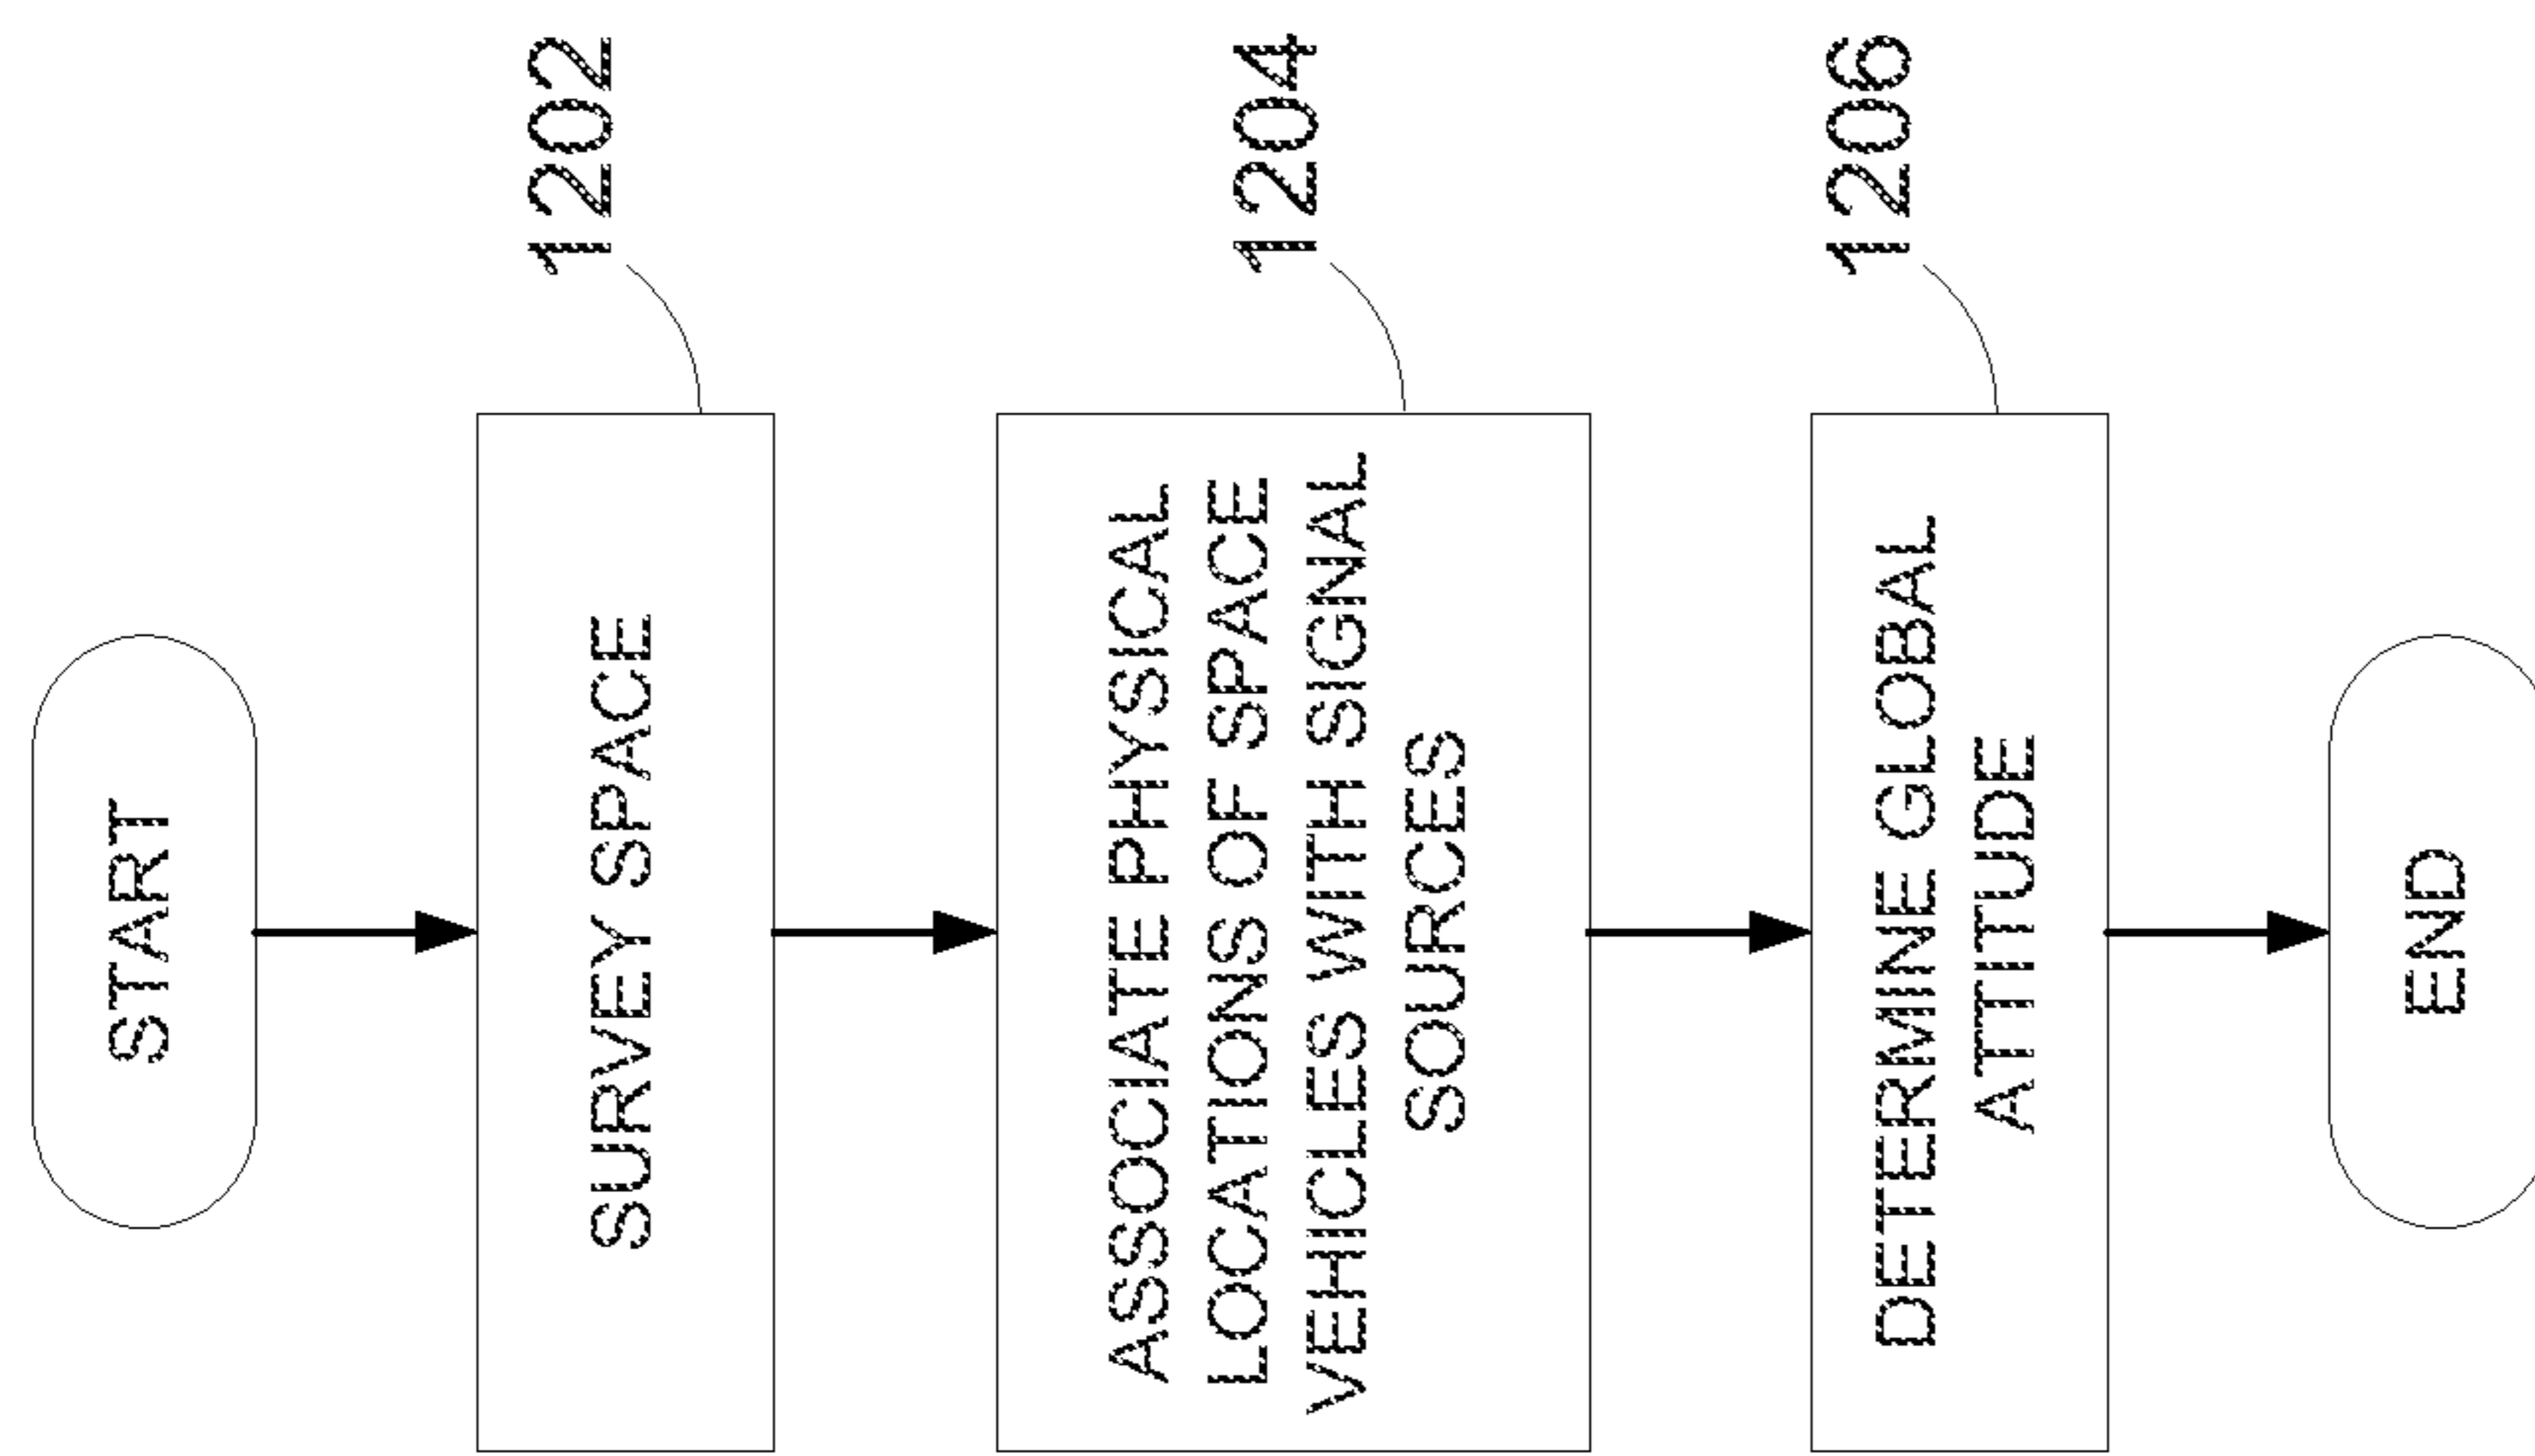 START
1202
SURVEY SPACE
1204
ASSOCIATE PHYSICAL
LOCATIONS OF SPACE
VEHICLES WITH SIGNAL
SOURCES
1206
DETERMINE GLOBAL
ATTITUDE
END